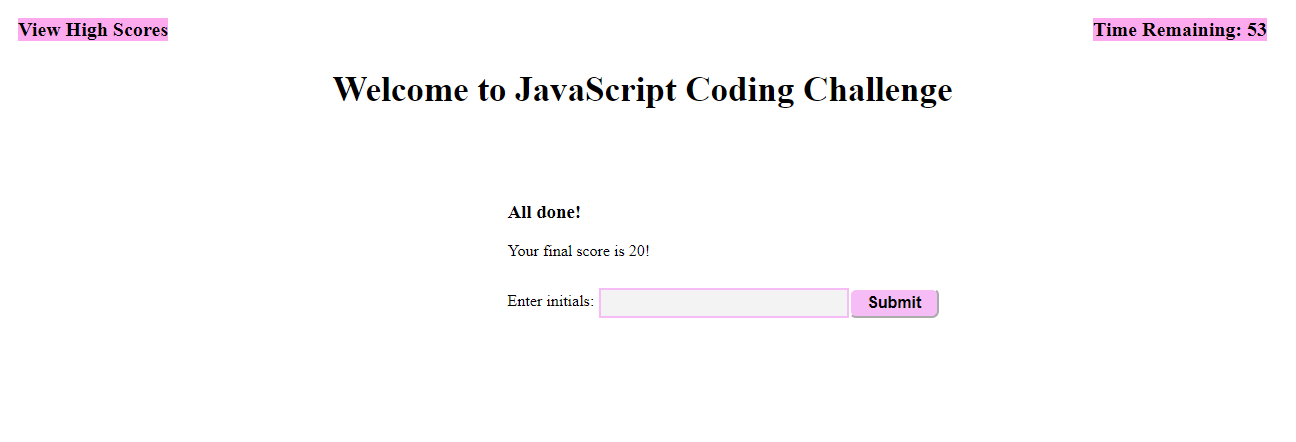 View High Scores
Time Remaining: 53
Welcome to JavaScript Coding Challenge
All done!
Your final score is 20!
Enter initials:
Submit